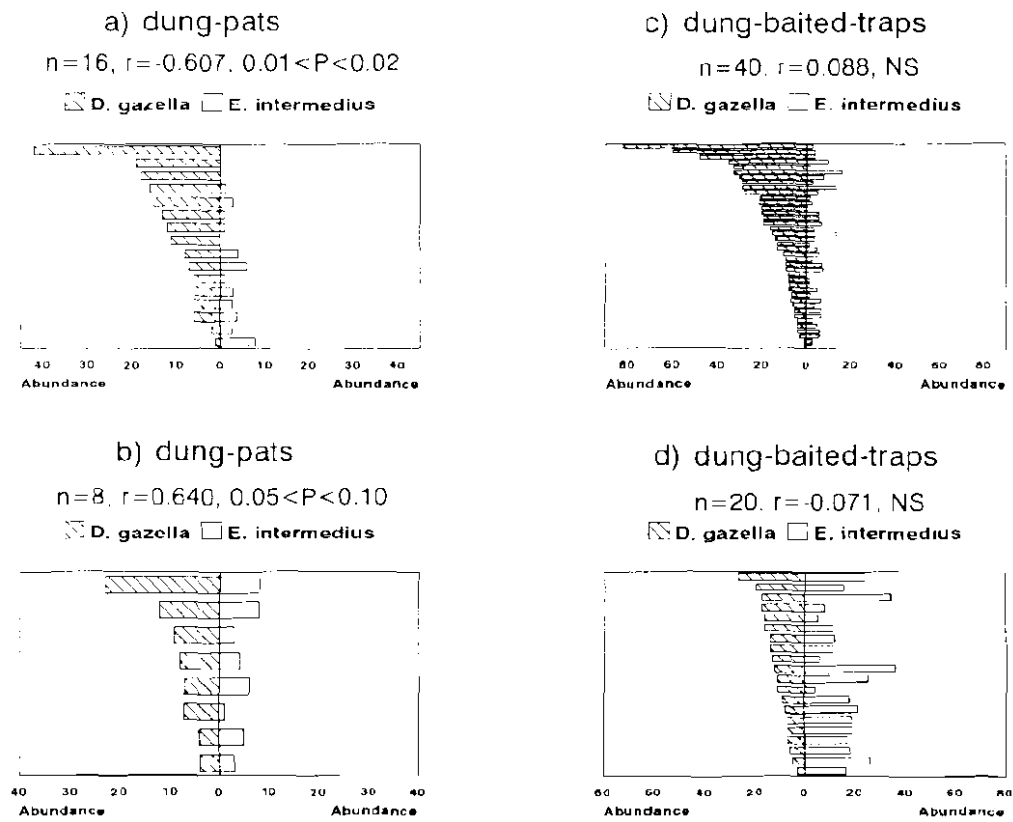 a) dung-pats
n=16, r=-0.607, 0.01<P<0.02
D. gazella E. intermedius
40 30 20 10 0 10 20 30 40
Abundance Abundance
c) dung-baited-traps
n=40. r=0.088, NS
D. gazella E. intermedius
80 60 40 20 0 20 40 60 80
Abundance Abundance
b) dung-pats
n=8, r=0.640, 0.05<P<0.10
D. gazella E. intermedius
40 30 20 10 0 10 20 30 40
Abundance Abundance
d) dung-baited-traps
n=20. r=-0.071, NS
D. gazella E. intermedius
80 60 40 20 0 20 40 60 80
Abundance Abundance